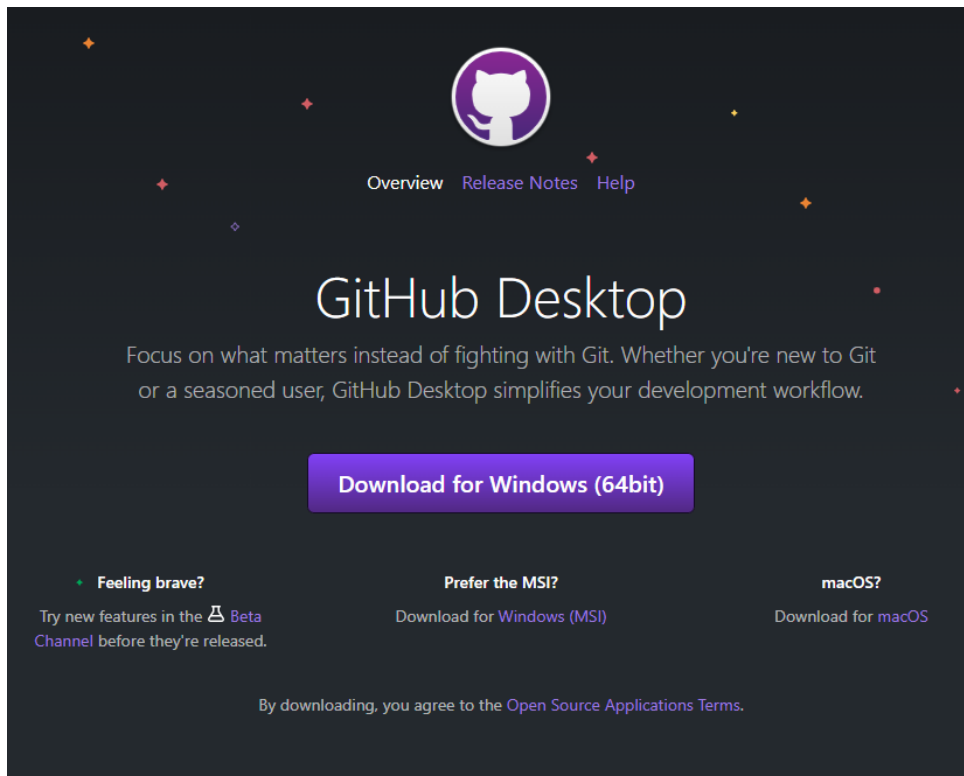 Overview Release Notes Help
GitHub Desktop
Focus on what matters instead of fighting with Git. Whether you're new to Git
or a seasoned user, GitHub Desktop simplifies your development workflow.
Download for Windows (64bit)
Feeling brave?
Try new features in the Beta
Channel before they're released.
Prefer the MSI?
Download for Windows (MSI)
macOS?
Download for macOS
By downloading, you agree to the Open Source Applications Terms.